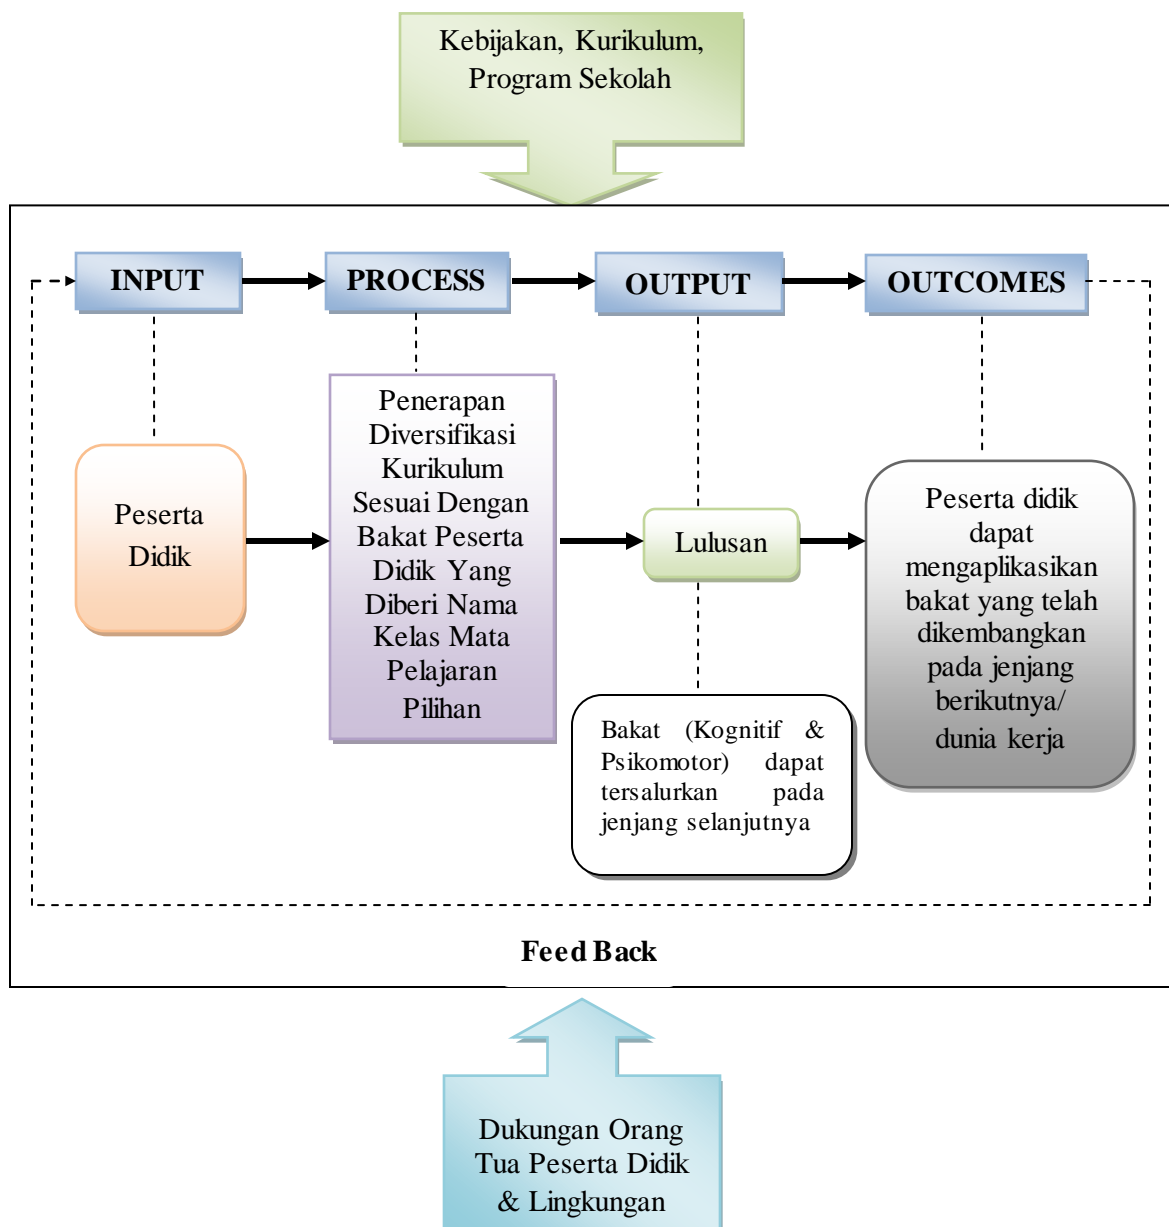 Kebijakan, Kurikulum,
Program Sekolah
INPUT
PROCESS
OUTPUT
OUTCOMES
Peserta
Didik
Penerapan
Diversifikasi
Kurikulum
Sesuai Dengan
Bakat Peserta
Didik Yang
Diberi Nama
Kelas Mata
Pelajaran
Pilihan
Lulusan
Bakat (Kognitif &
Psikomotor) dapat
tersalurkan pada
jenjang selanjutnya
Peserta didik
dapat
mengaplikasikan
bakat yang telah
dikembangkan
pada jenjang
berikutnya/
dunia kerja
Feed Back
Dukungan Orang
Tua Peserta Didik
& Lingkungan